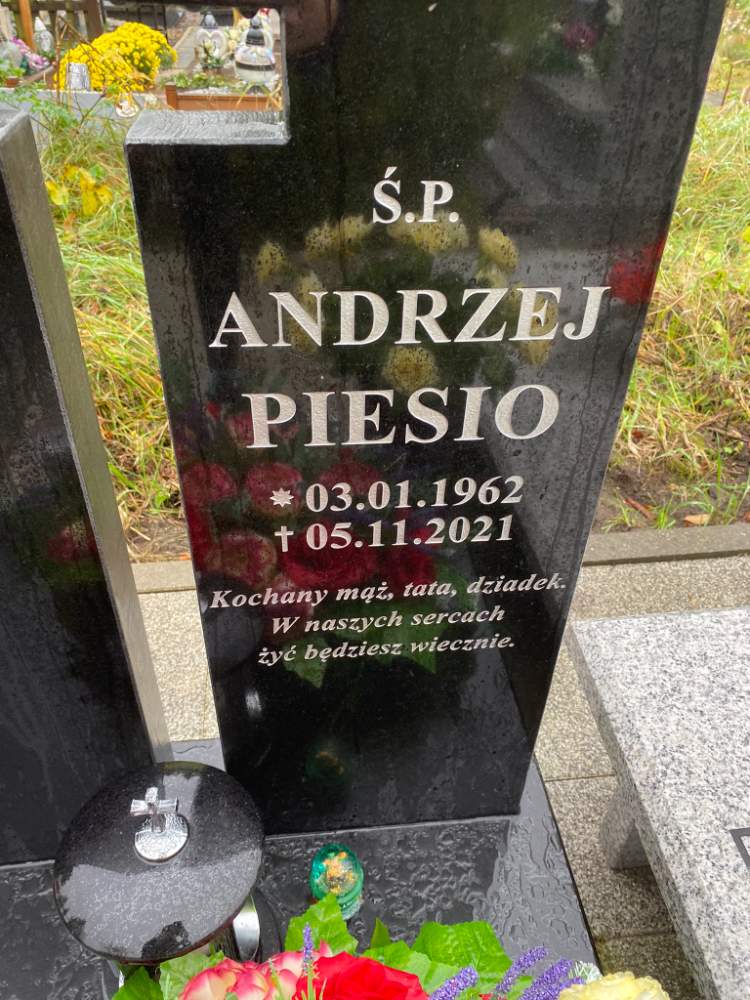 Ś.P.
ANDRZEJ
PIESIO
* 03.01.1962
† 05.11.2021
Kochany mąż, tata, dziadek.
W naszych sercach
żyć będziesz wiecznie.